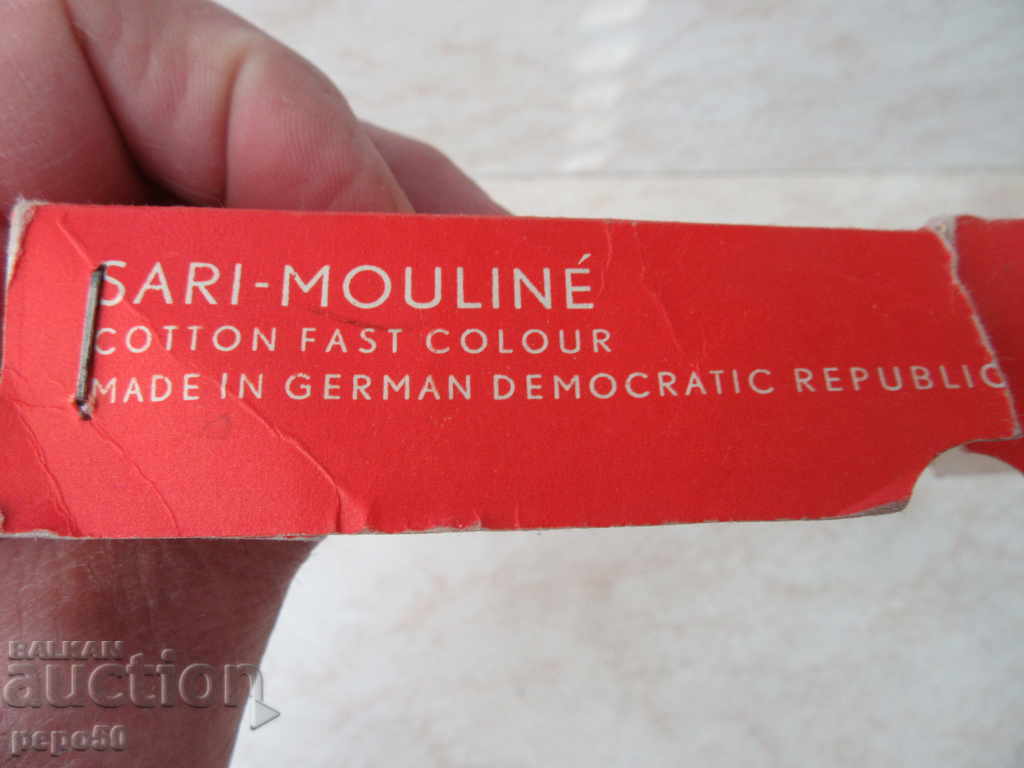 SARI-MOULINÉ
COTTON FAST COLOUR
MADE IN GERMAN DEMOCRATIC REPUBLIC
BALKAN
auction
pepo50